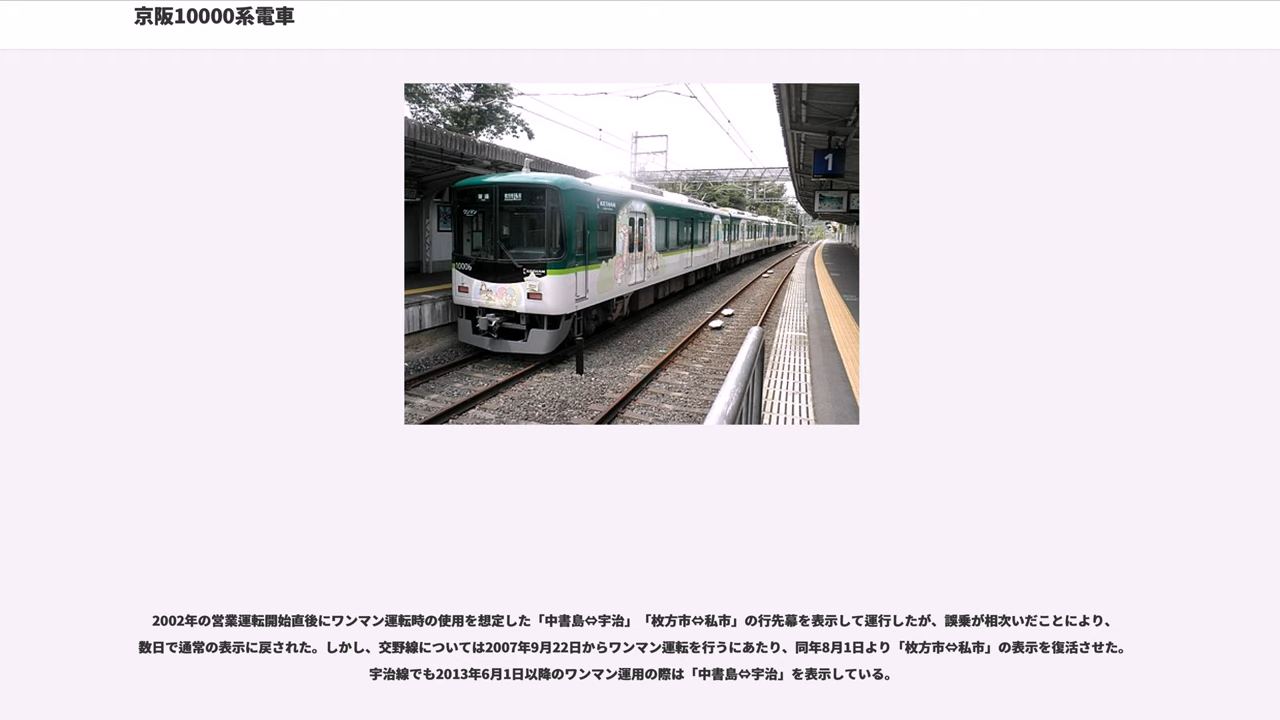 京阪10000系電車
1
ワンマン
KEIHAN
10006
KEIHAN
2002年の営業運転開始直後にワンマン運転時の使用を想定した「中書島⇔宇治」「枚方市⇔私市」の行先幕を表示して運行したが、誤乗が相次いだことにより、
数日で通常の表示に戻された。しかし、交野線については2007年9月22日からワンマン運転を行うにあたり、同年8月1日より「枚方市⇔私市」の表示を復活させた。
宇治線でも2013年6月1日以降のワンマン運用の際は「中書島⇔宇治」を表示している。